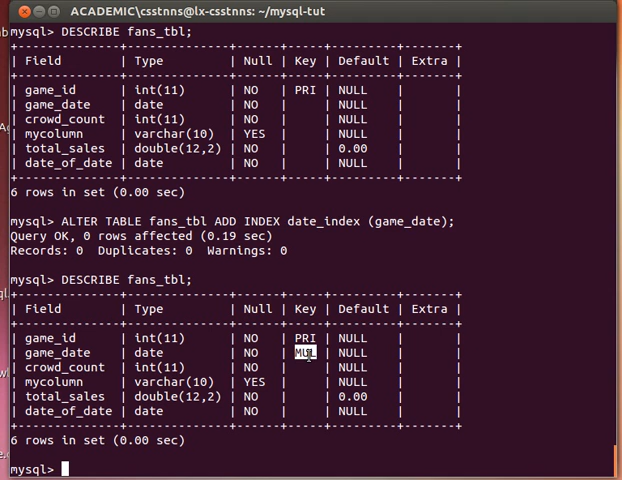 ACADEMIC\csstnns@lx-csstnns: ~/mysql-tut
mysql> DESCRIBE fans_tbl;
+--------------+--------------+------+-----+---------+-------+
| Field        | Type         | Null | Key | Default | Extra |
+--------------+--------------+------+-----+---------+-------+
| game_id      | int(11)      | NO   | PRI | NULL    |       |
| game_date    | date         | NO   |     | NULL    |       |
| crowd_count  | int(11)      | NO   |     | NULL    |       |
| mycolumn     | varchar(10)  | YES  |     | NULL    |       |
| total_sales  | double(12,2) | NO   |     | 0.00    |       |
| date_of_date | date         | NO   |     | NULL    |       |
+--------------+--------------+------+-----+---------+-------+
6 rows in set (0.00 sec)
mysql> ALTER TABLE fans_tbl ADD INDEX date_index (game_date);
Query OK, 0 rows affected (0.19 sec)
Records: 0  Duplicates: 0  Warnings: 0
mysql> DESCRIBE fans_tbl;
+--------------+--------------+------+-----+---------+-------+
| Field        | Type         | Null | Key | Default | Extra |
+--------------+--------------+------+-----+---------+-------+
| game_id      | int(11)      | NO   | PRI | NULL    |       |
| game_date    | date         | NO   | MUL | NULL    |       |
| crowd_count  | int(11)      | NO   |     | NULL    |       |
| mycolumn     | varchar(10)  | YES  |     | NULL    |       |
| total_sales  | double(12,2) | NO   |     | 0.00    |       |
| date_of_date | date         | NO   |     | NULL    |       |
+--------------+--------------+------+-----+---------+-------+
6 rows in set (0.00 sec)
mysql>